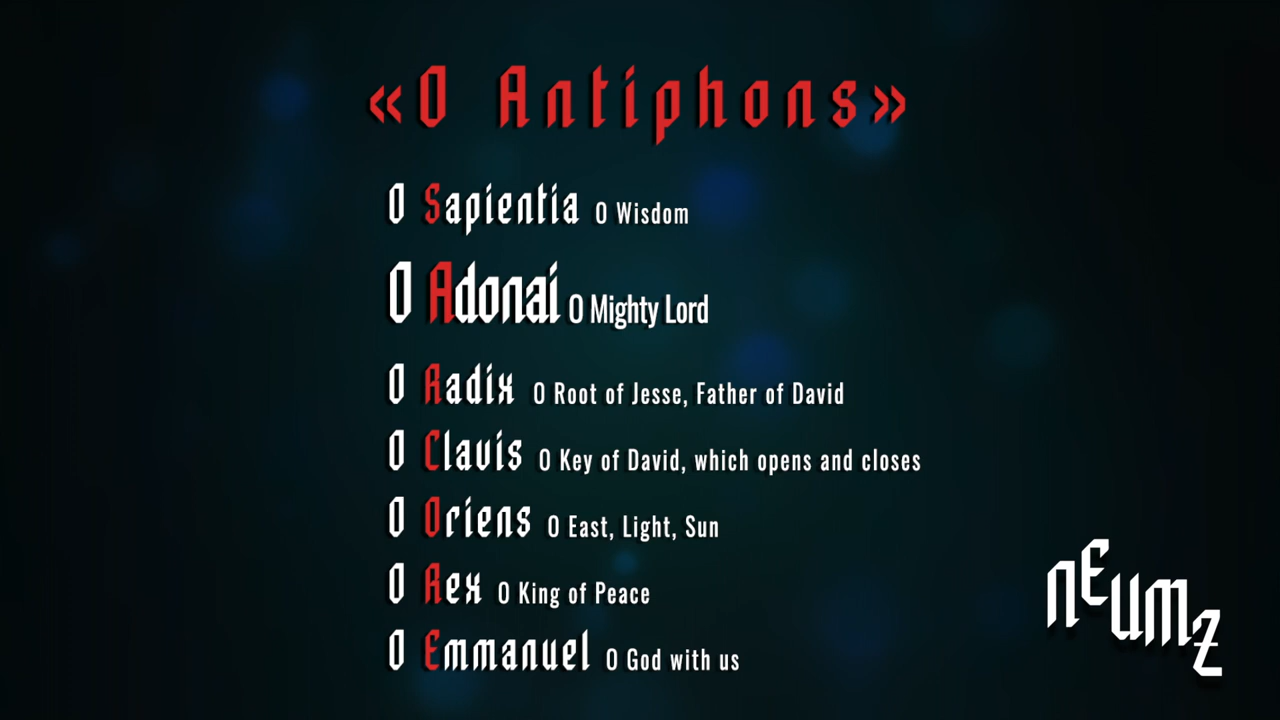 «O Antiphons»
O Sapientia O Wisdom
O Adonai O Mighty Lord
O Radix O Root of Jesse, Father of David
O Clavis O Key of David, which opens and closes
O Oriens O East, Light, Sun
O Rex O King of Peace
O Emmanuel O God with us
nEumz